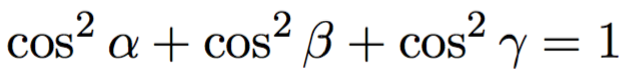 cos² α + cos² β + cos² γ = 1